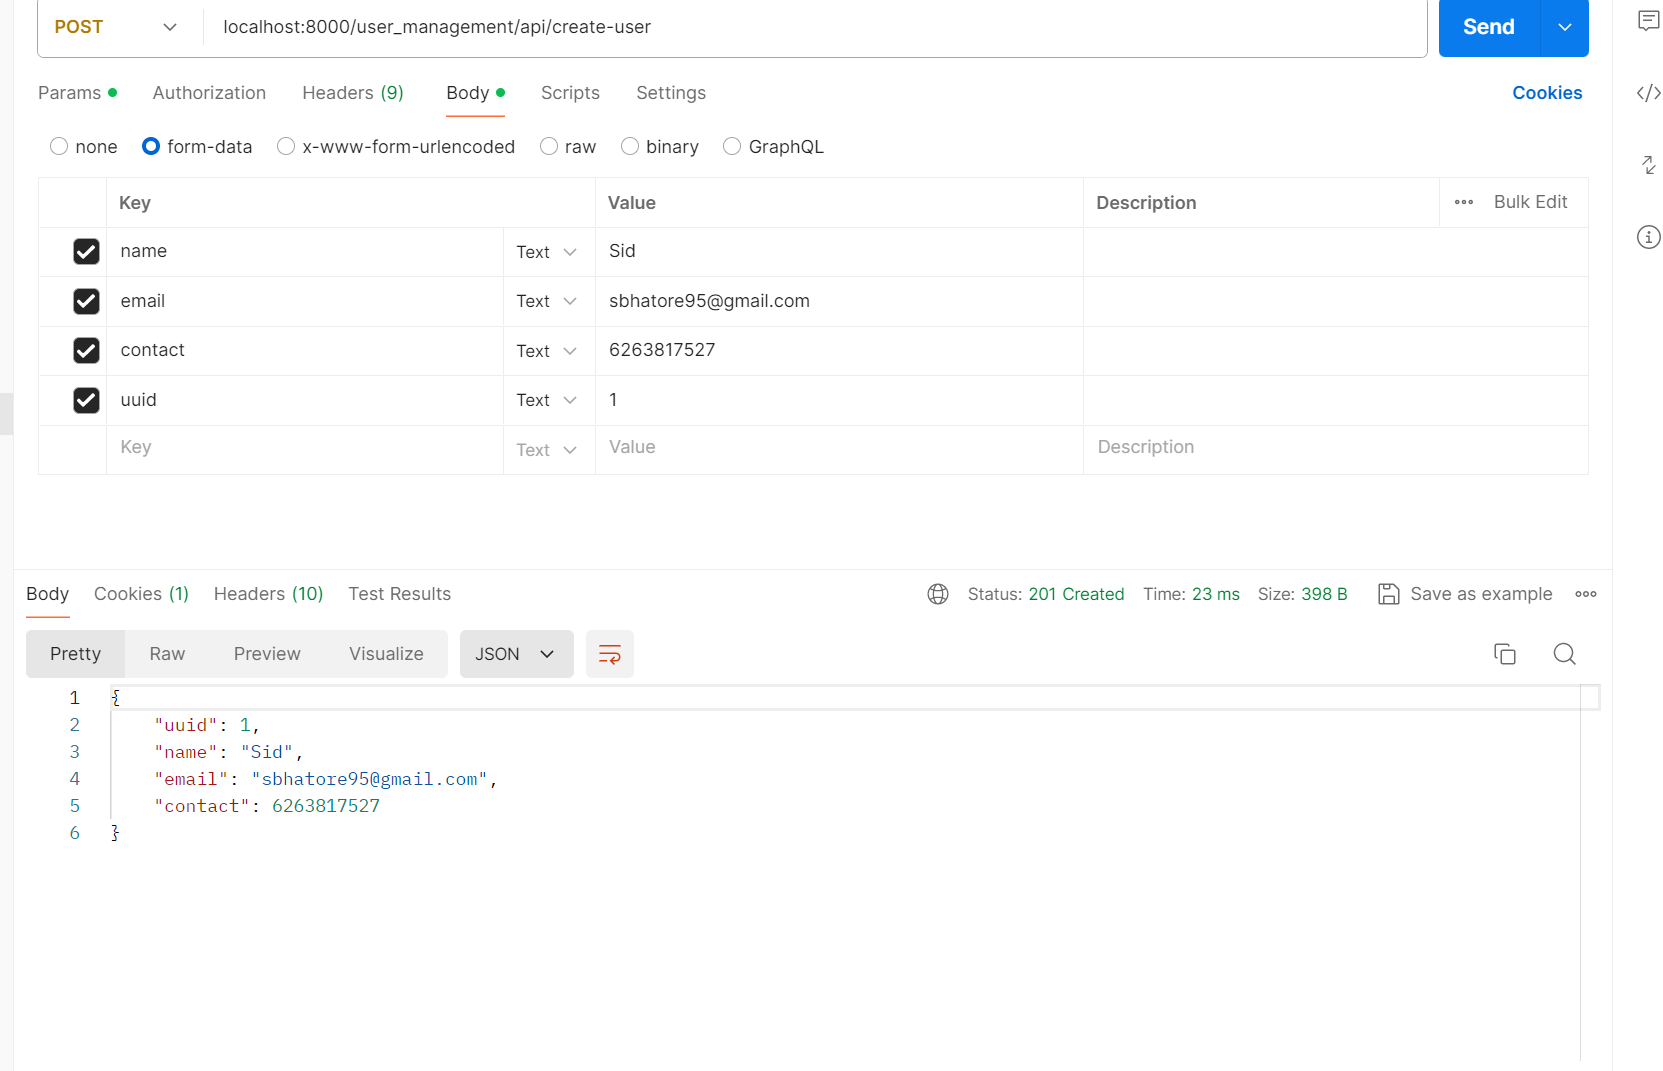 POST localhost:8000/user_management/api/create-user Send
Params Authorization Headers (9) Body Scripts Settings Cookies
none form-data x-www-form-urlencoded raw binary GraphQL
Key Value Description Bulk Edit
name Text Sid
email Text sbhatore95@gmail.com
contact Text 6263817527
uuid Text 1
Key Text Value Description
Body Cookies (1) Headers (10) Test Results Status: 201 Created Time: 23 ms Size: 398 B Save as example
Pretty Raw Preview Visualize JSON
1 {
2 "uuid": 1,
3 "name": "Sid",
4 "email": "sbhatore95@gmail.com",
5 "contact": 6263817527
6 }